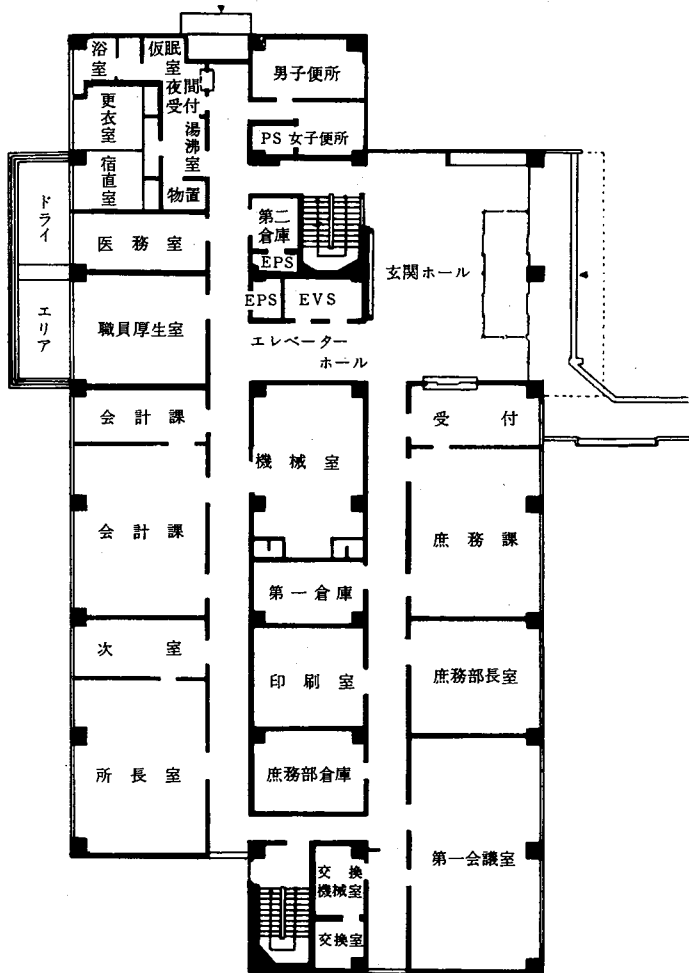 浴室
仮眠室
夜間受付
男子便所
更衣室
湯沸室
PS 女子便所
宿直室
物置
ドライ
エリア
医務室
第二倉庫
EPS
玄関ホール
職員厚生室
EPS
EVS
エレベーター
ホール
会計課
受付
機械室
会計課
庶務課
第一倉庫
次室
印刷室
庶務部長室
所長室
庶務部倉庫
第一会議室
交換機械室
交換室